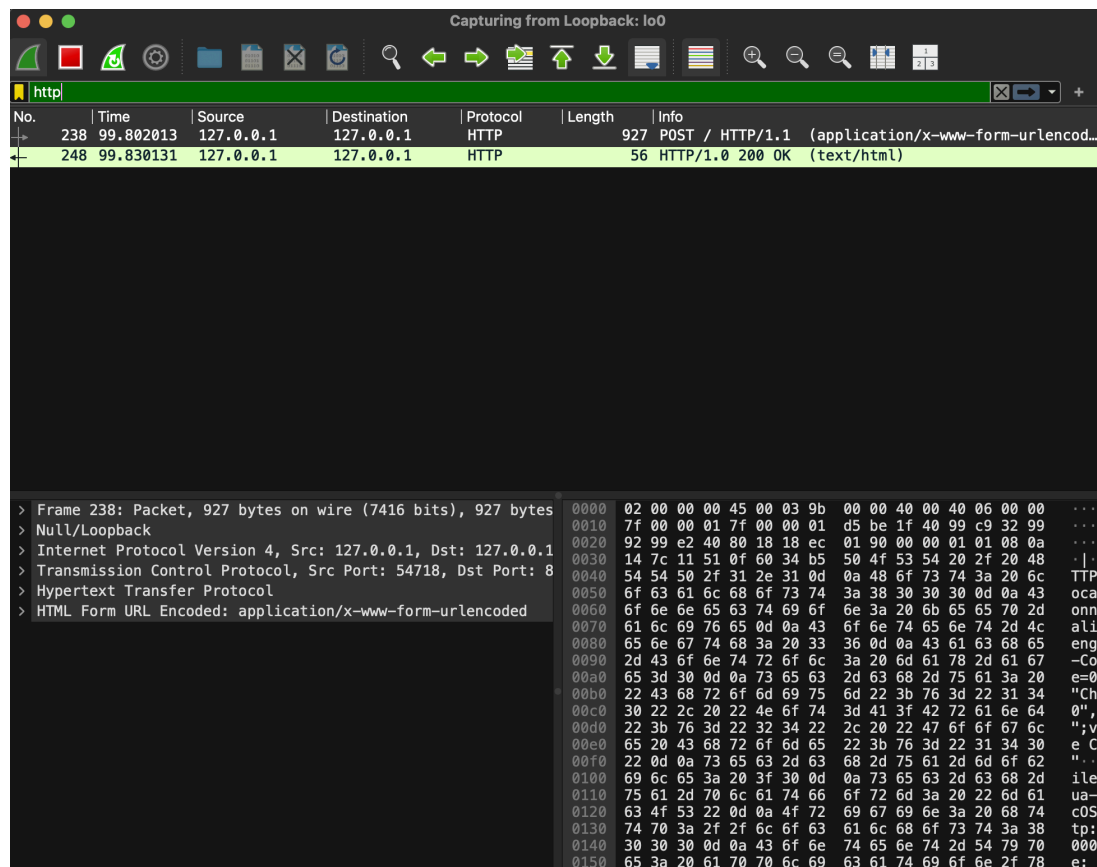 Capturing from Loopback: lo0
http
No. Time Source Destination Protocol Length Info
238 99.802013 127.0.0.1 127.0.0.1 HTTP 927 POST / HTTP/1.1 (application/x-www-form-urlencod…
248 99.830131 127.0.0.1 127.0.0.1 HTTP 56 HTTP/1.0 200 OK (text/html)
> Frame 238: Packet, 927 bytes on wire (7416 bits), 927 bytes
> Null/Loopback
> Internet Protocol Version 4, Src: 127.0.0.1, Dst: 127.0.0.1
> Transmission Control Protocol, Src Port: 54718, Dst Port: 8
> Hypertext Transfer Protocol
> HTML Form URL Encoded: application/x-www-form-urlencoded
0000 02 00 00 00 45 00 03 9b 00 00 40 00 40 06 00 00 ···
0010 7f 00 00 01 7f 00 00 01 d5 be 1f 40 99 c9 32 99 ···
0020 92 99 e2 40 80 18 18 ec 01 90 00 00 01 01 08 0a ···
0030 14 7c 11 51 0f 60 34 b5 50 4f 53 54 20 2f 20 48 ·|·
0040 54 54 50 2f 31 2e 31 0d 0a 48 6f 73 74 3a 20 6c TTP
0050 6f 63 61 6c 68 6f 73 74 3a 38 30 30 30 0d 0a 43 oca
0060 6f 6e 6e 65 63 74 69 6f 6e 3a 20 6b 65 65 70 2d onn
0070 61 6c 69 76 65 0d 0a 43 6f 6e 74 65 6e 74 2d 4c ali
0080 65 6e 67 74 68 3a 20 33 36 0d 0a 43 61 63 68 65 eng
0090 2d 43 6f 6e 74 72 6f 6c 3a 20 6d 61 78 2d 61 67 -Co
00a0 65 3d 30 0d 0a 73 65 63 2d 63 68 2d 75 61 3a 20 e=0
00b0 22 43 68 72 6f 6d 69 75 6d 22 3b 76 3d 22 31 34 "Ch
00c0 30 22 2c 20 22 4e 6f 74 3d 41 3f 42 72 61 6e 64 0",
00d0 22 3b 76 3d 22 32 34 22 2c 20 22 47 6f 6f 67 6c ";v
00e0 65 20 43 68 72 6f 6d 65 22 3b 76 3d 22 31 34 30 e C
00f0 22 0d 0a 73 65 63 2d 63 68 2d 75 61 2d 6d 6f 62 "··
0100 69 6c 65 3a 20 3f 30 0d 0a 73 65 63 2d 63 68 2d ile
0110 75 61 2d 70 6c 61 74 66 6f 72 6d 3a 20 22 6d 61 ua-
0120 63 4f 53 22 0d 0a 4f 72 69 67 69 6e 3a 20 68 74 cOS
0130 74 70 3a 2f 2f 6c 6f 63 61 6c 68 6f 73 74 3a 38 tp:
0140 30 30 30 0d 0a 43 6f 6e 74 65 6e 74 2d 54 79 70 000
0150 65 3a 20 61 70 70 6c 69 63 61 74 69 6f 6e 2f 78 e: